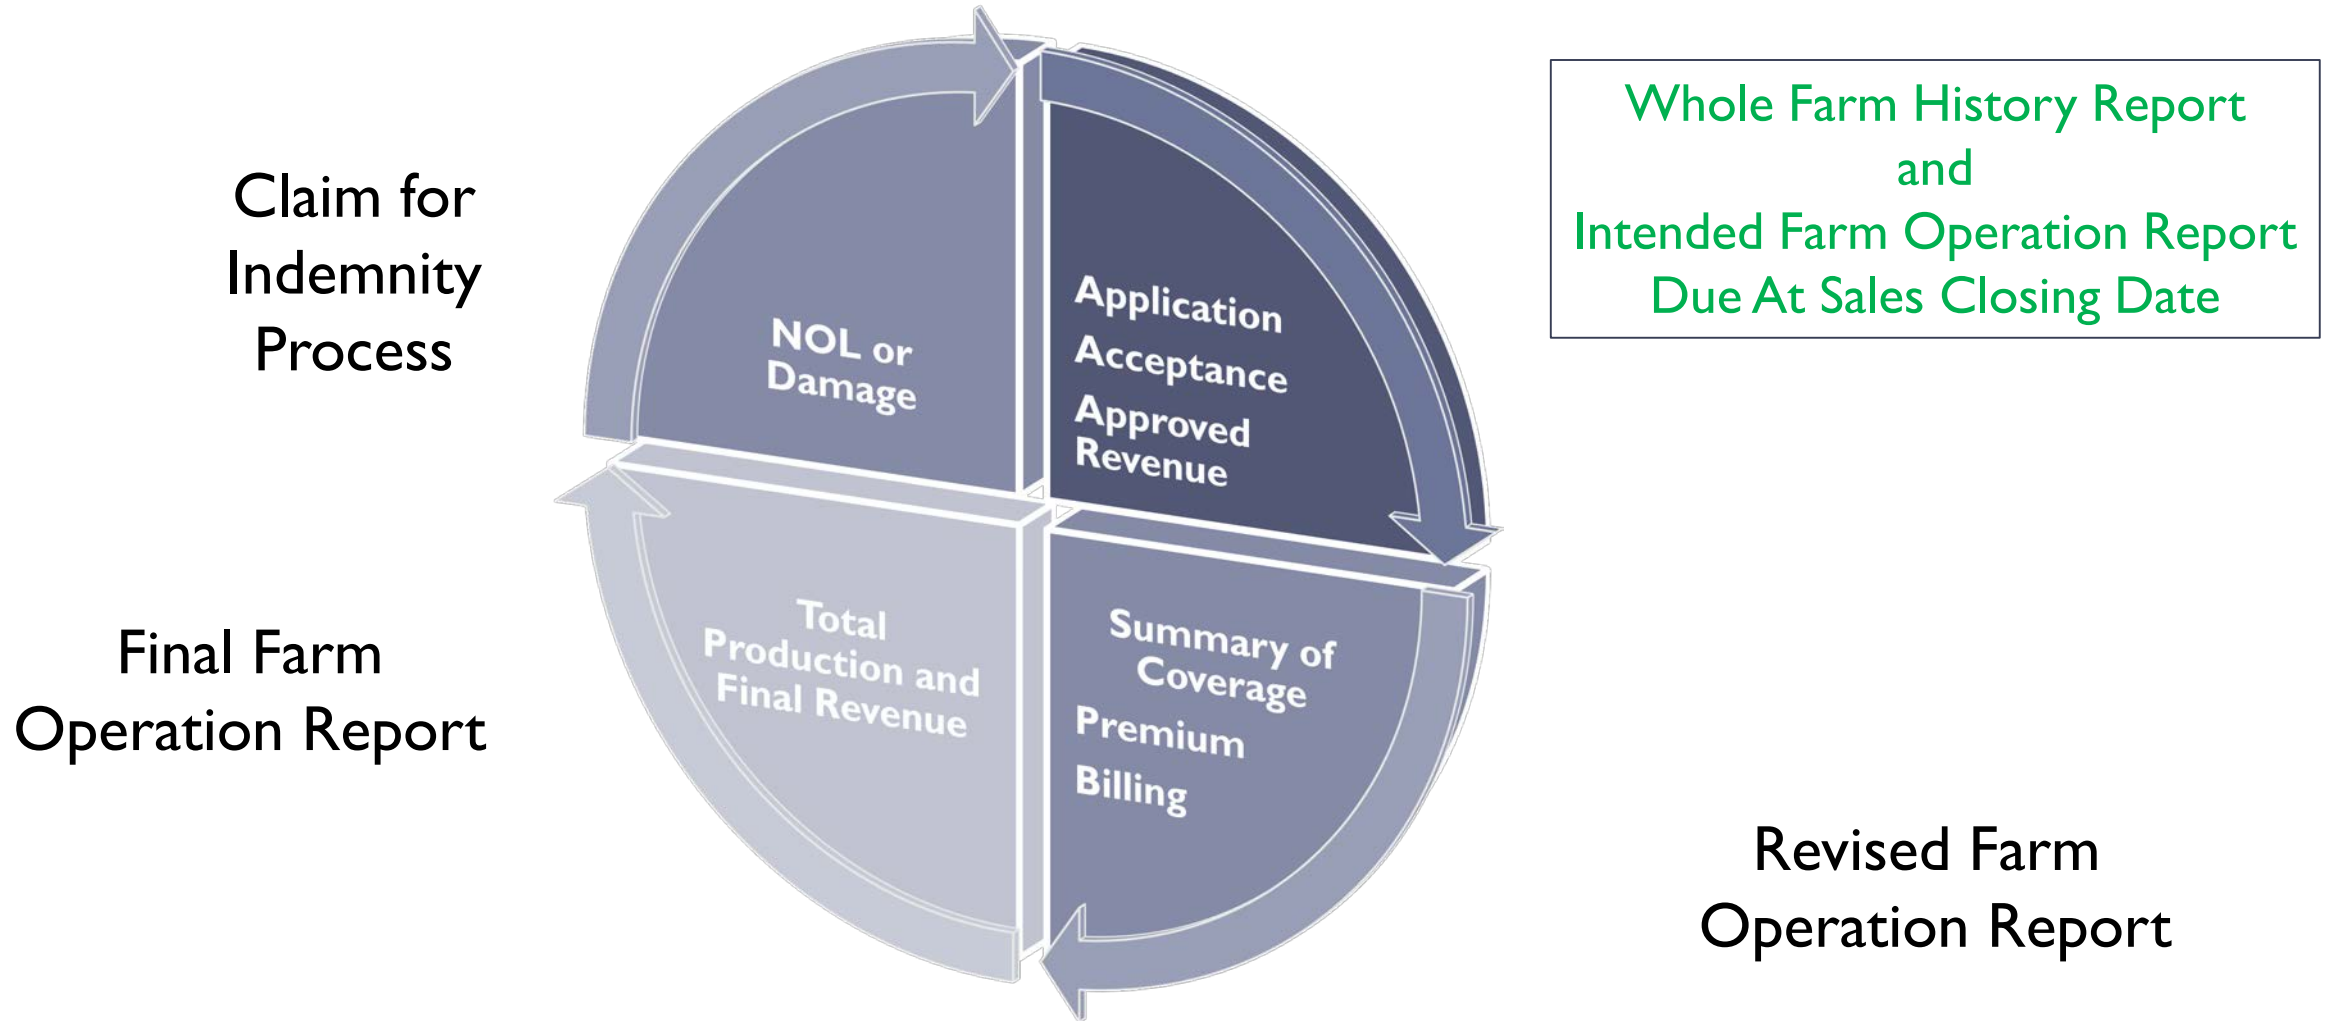 Claim for
Indemnity
Process
NOL or
Damage
Application
Acceptance
Approved
Revenue
Whole Farm History Report
and
Intended Farm Operation Report
Due At Sales Closing Date
Final Farm
Operation Report
Total
Production and
Final Revenue
Summary of
Coverage
Premium
Billing
Revised Farm
Operation Report